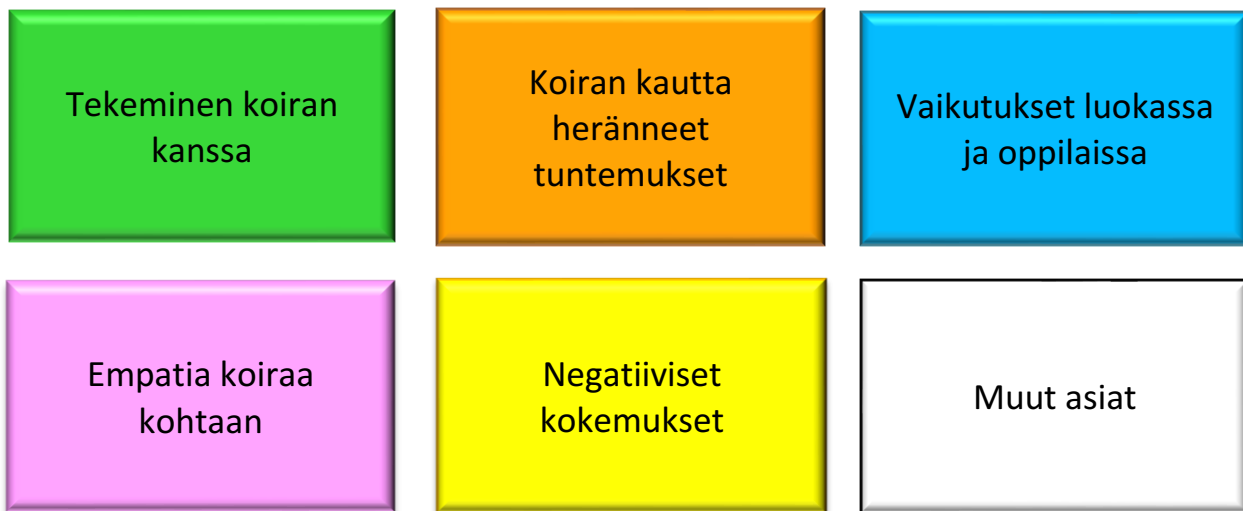 Tekeminen koiran
kanssa
Koiran kautta
heränneet
tuntemukset
Vaikutukset luokassa
ja oppilaissa
Empatia koiraa
kohtaan
Negatiiviset
kokemukset
Muut asiat